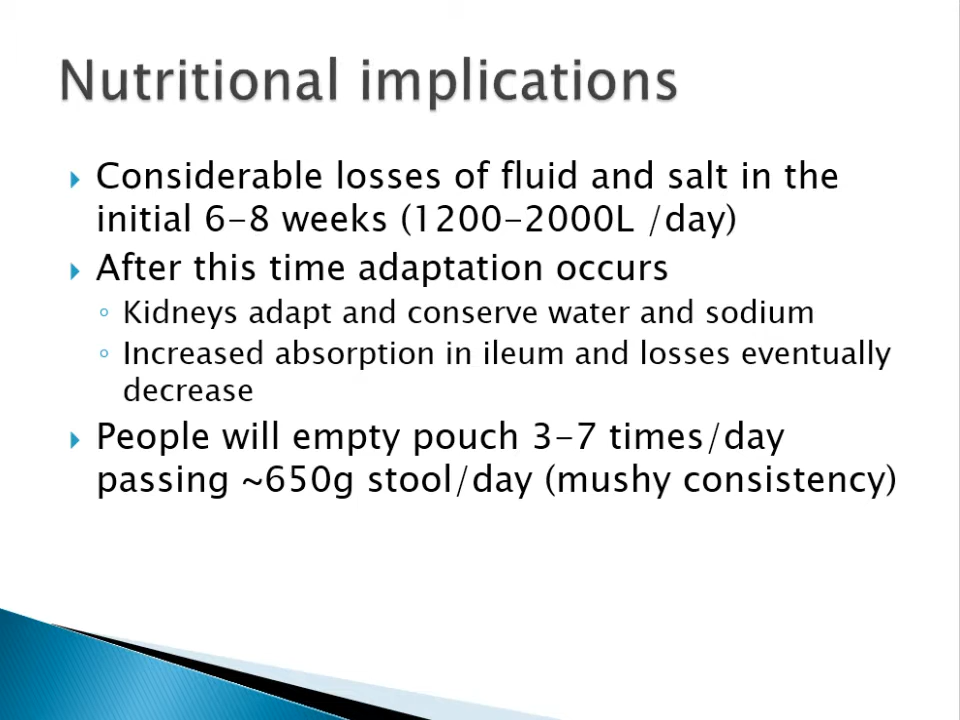 Nutritional implications
Considerable losses of fluid and salt in the
initial 6-8 weeks (1200-2000L /day)
After this time adaptation occurs
Kidneys adapt and conserve water and sodium
Increased absorption in ileum and losses eventually
decrease
People will empty pouch 3-7 times/day
passing ~650g stool/day (mushy consistency)